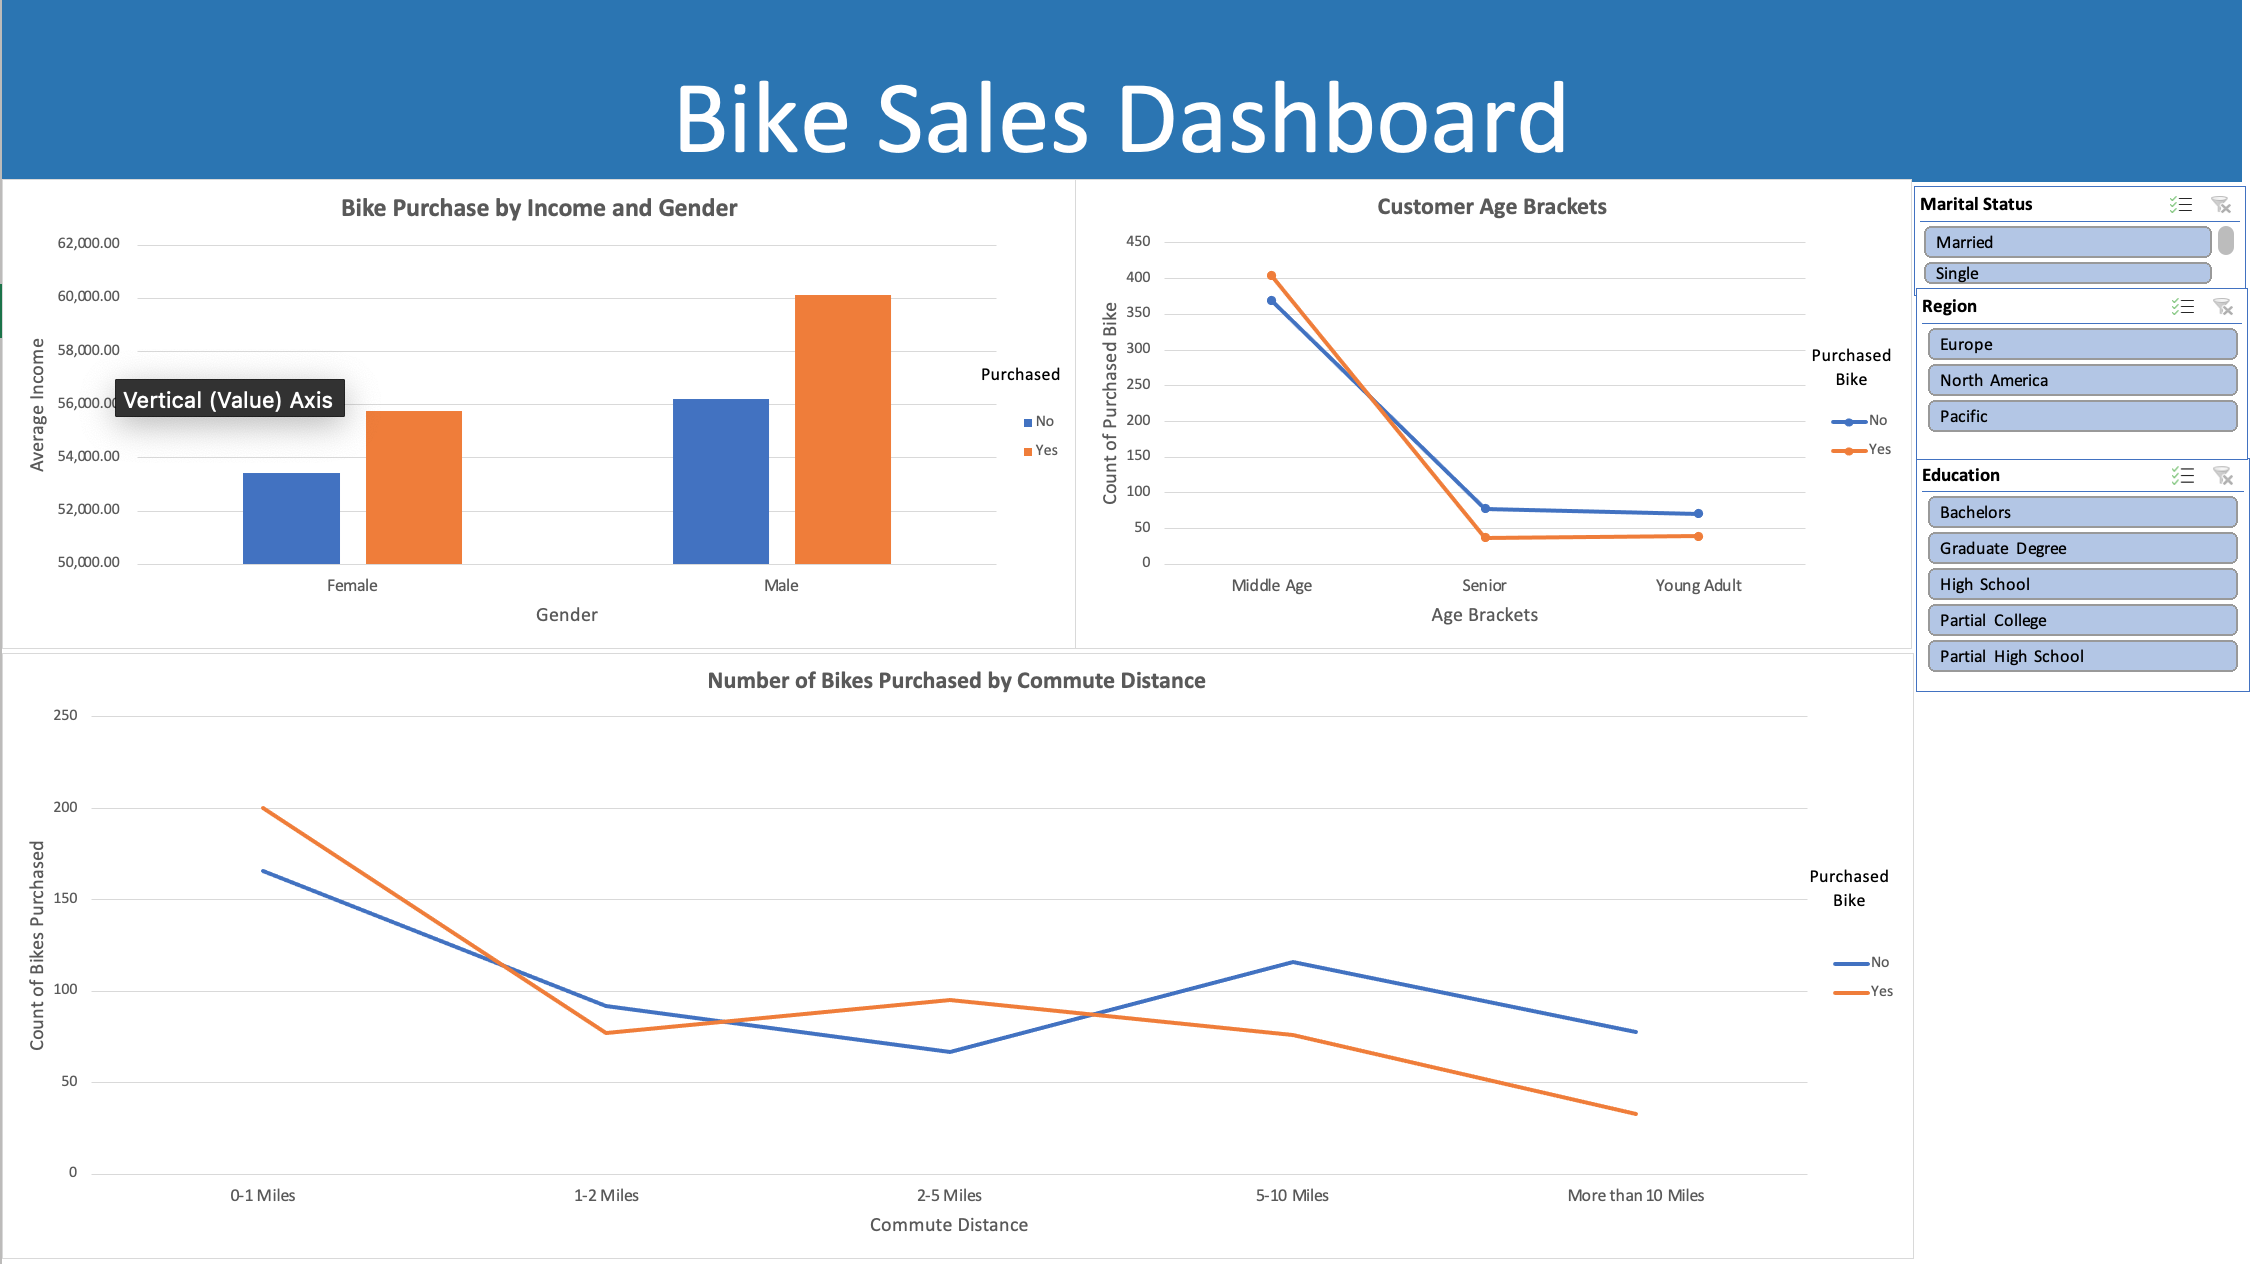 Bike Sales Dashboard
Bike Purchase by Income and Gender
62,000.00
60,000.00
58,000.00
56,000.00
54,000.00
52,000.00
50,000.00
Average Income
Vertical (Value) Axis
Female
Male
Gender
Purchased
No
Yes
Customer Age Brackets
450
400
350
300
250
200
150
100
50
0
Count of Purchased Bike
Middle Age
Senior
Young Adult
Age Brackets
Purchased
Bike
No
Yes
Marital Status
Married
Single
Region
Europe
North America
Pacific
Education
Bachelors
Graduate Degree
High School
Partial College
Partial High School
Number of Bikes Purchased by Commute Distance
250
200
150
100
50
0
Count of Bikes Purchased
0-1 Miles
1-2 Miles
2-5 Miles
5-10 Miles
More than 10 Miles
Commute Distance
Purchased
Bike
No
Yes